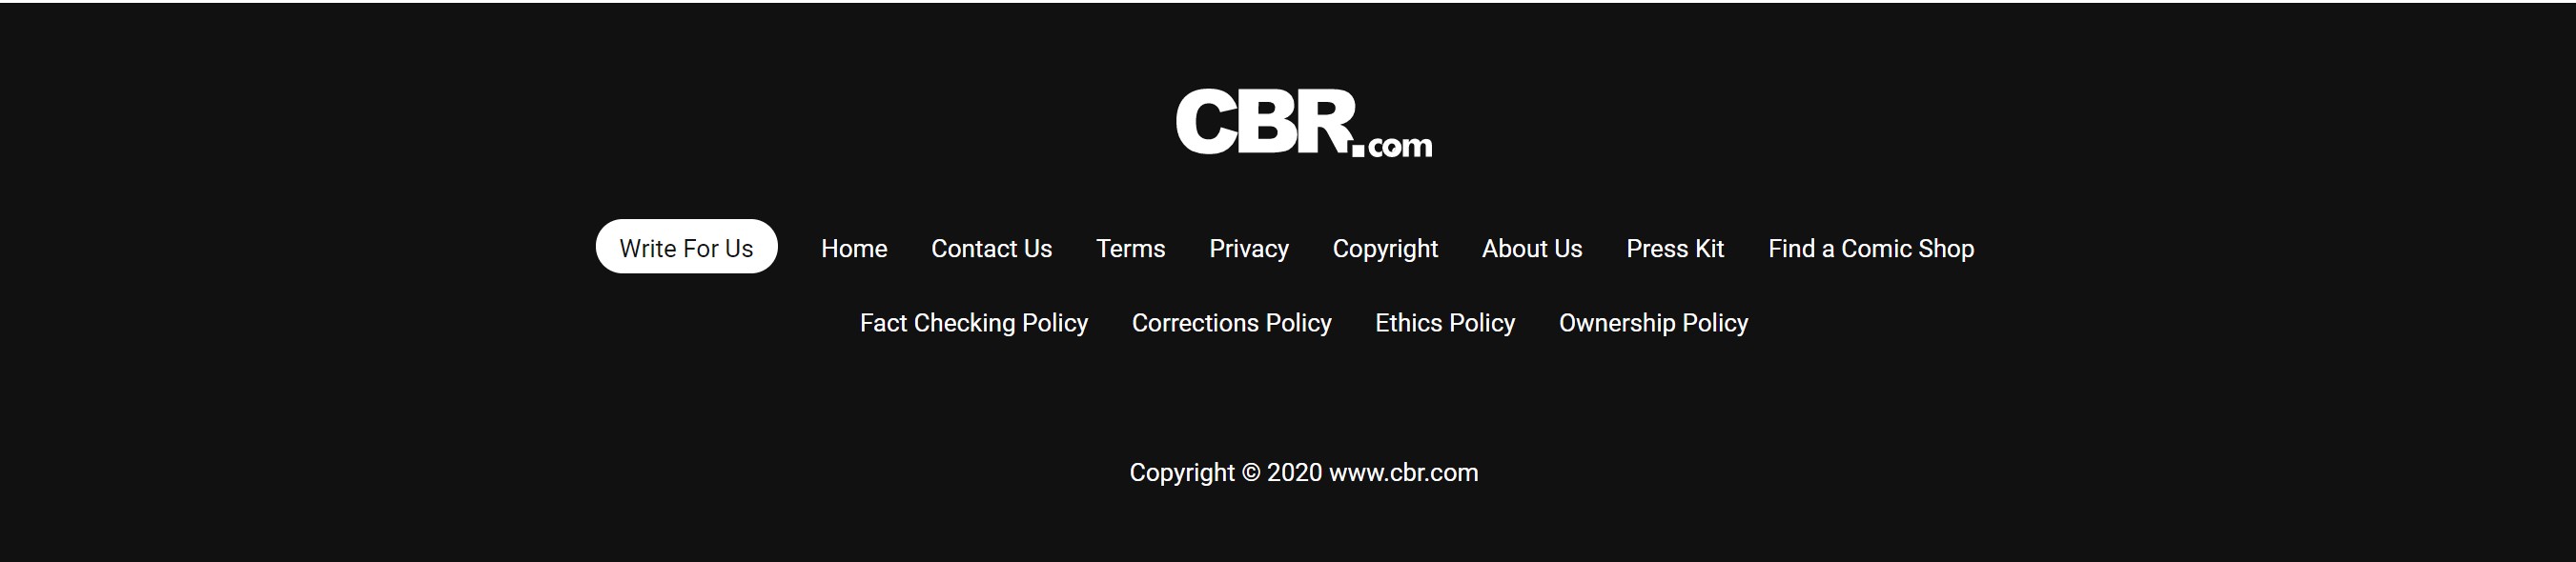 CBR.com
Write For Us Home Contact Us Terms Privacy Copyright About Us Press Kit Find a Comic Shop
Fact Checking Policy Corrections Policy Ethics Policy Ownership Policy
Copyright © 2020 www.cbr.com